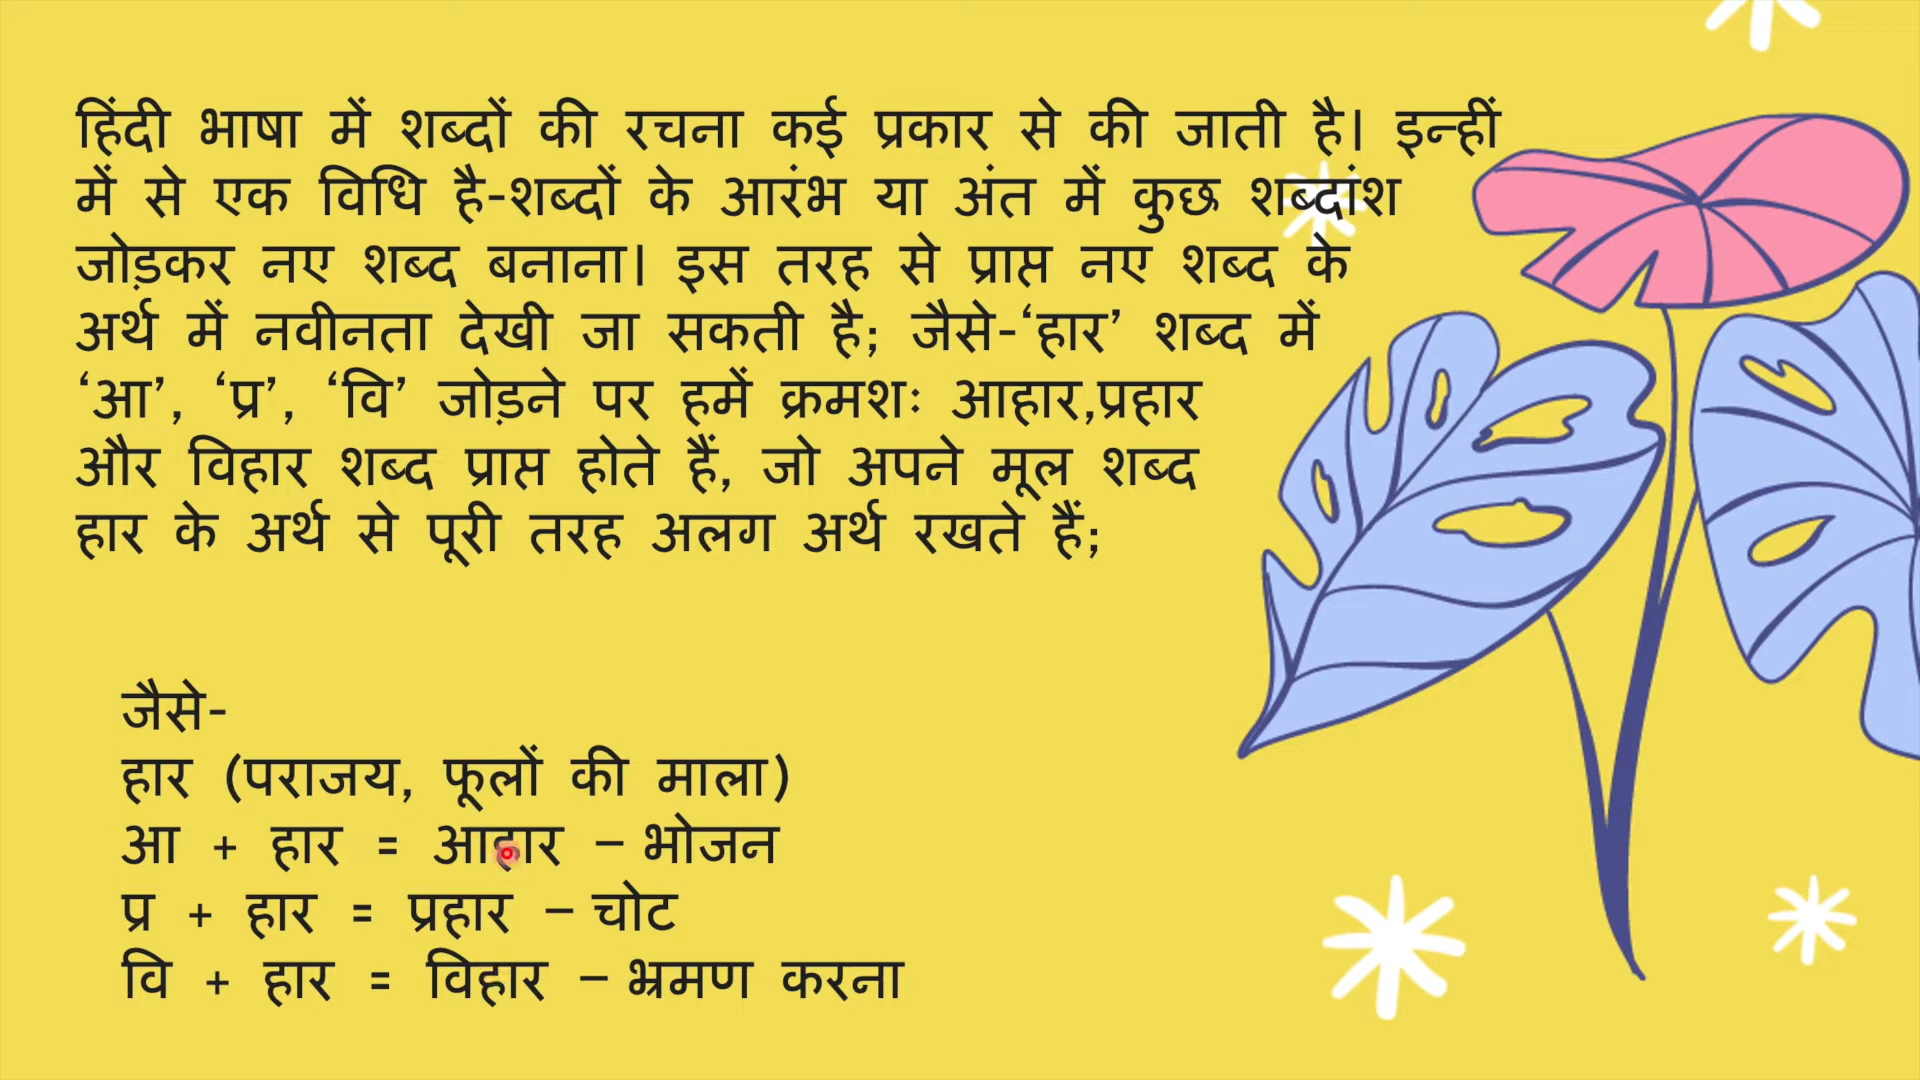 हिंदी भाषा में शब्दों की रचना कई प्रकार से की जाती है। इन्हीं
में से एक विधि है-शब्दों के आरंभ या अंत में कुछ शब्दांश
जोड़कर नए शब्द बनाना। इस तरह से प्राप्त नए शब्द के
अर्थ में नवीनता देखी जा सकती है; जैसे-‘हार’ शब्द में
‘आ’, ‘प्र’, ‘वि’ जोड़ने पर हमें क्रमशः आहार,प्रहार
और विहार शब्द प्राप्त होते हैं, जो अपने मूल शब्द
हार के अर्थ से पूरी तरह अलग अर्थ रखते हैं;
जैसे-
हार (पराजय, फूलों की माला)
आ + हार = आहार – भोजन
प्र + हार = प्रहार – चोट
वि + हार = विहार – भ्रमण करना